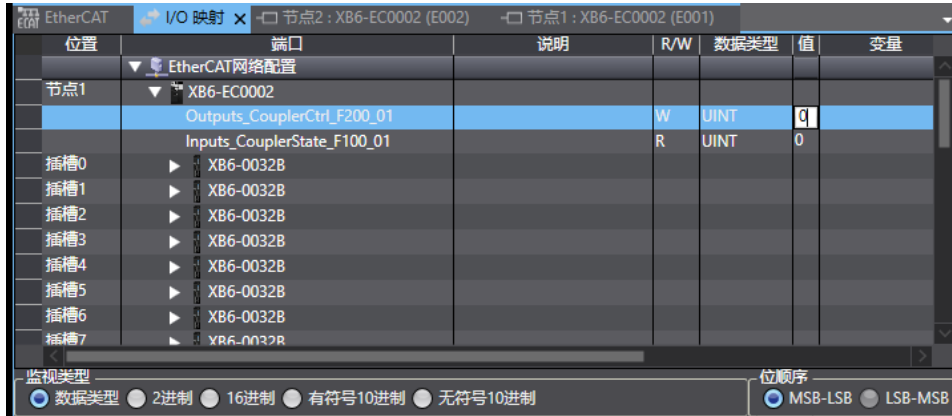 EtherCAT I/O 映射 节点2 : XB6-EC0002 (E002) 节点1 : XB6-EC0002 (E001)
位置 端口 说明 R/W 数据类型 值 变量
EtherCAT网络配置
节点1 XB6-EC0002
Outputs_CouplerCtrl_F200_01 W UINT 0
Inputs_CouplerState_F100_01 R UINT 0
插槽0 XB6-0032B
插槽1 XB6-0032B
插槽2 XB6-0032B
插槽3 XB6-0032B
插槽4 XB6-0032B
插槽5 XB6-0032B
插槽6 XB6-0032B
插槽7 XB6-0032B
监视类型 位顺序
数据类型 2进制 16进制 有符号10进制 无符号10进制 MSB-LSB LSB-MSB